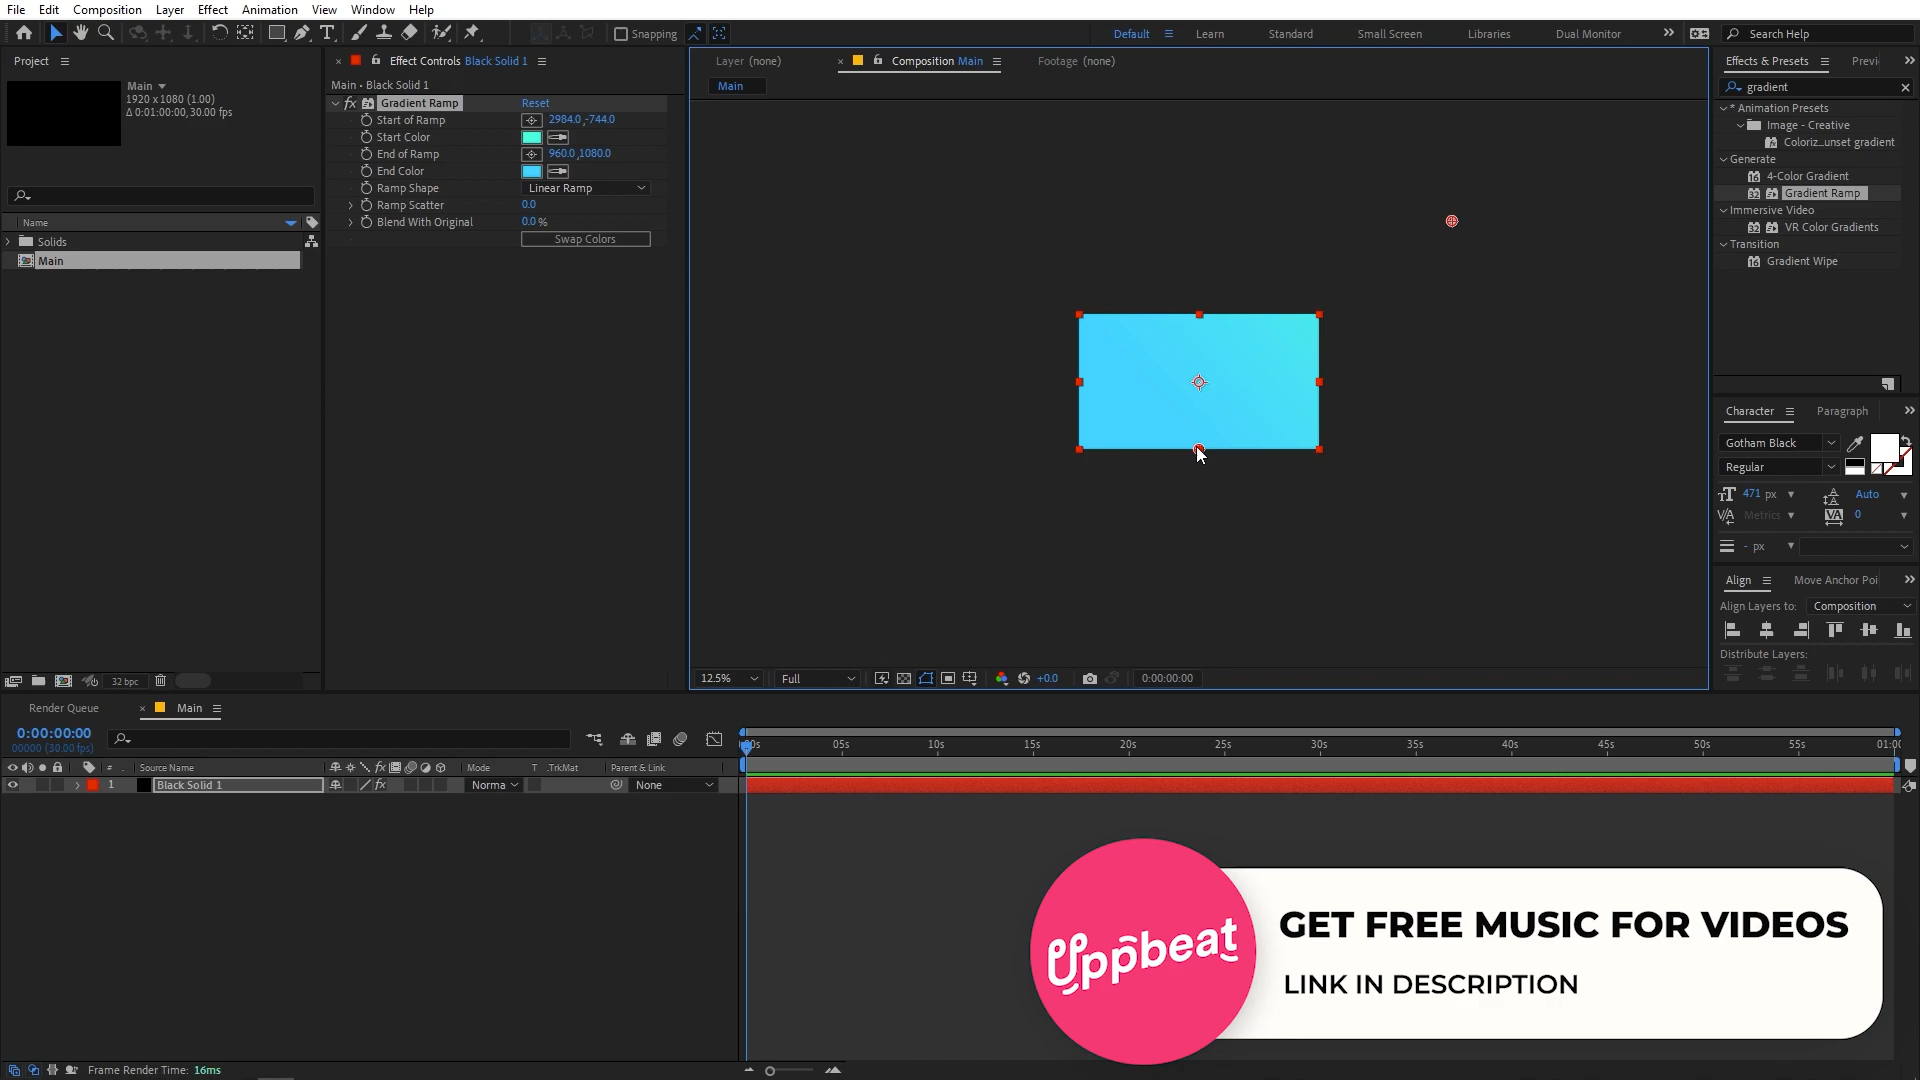 File Edit Composition Layer Effect Animation View Window Help
Snapping
Default Learn Standard Small Screen Libraries Dual Monitor Search Help
Project
Main
1920 x 1080 (1.00)
Δ 0:01:00:00, 30.00 fps
Name
Solids
Main
32 bpc
Effect Controls Black Solid 1
Main • Black Solid 1
fx Gradient Ramp Reset
Start of Ramp 2984.0,-744.0
Start Color
End of Ramp 960.0,1080.0
End Color
Ramp Shape Linear Ramp
Ramp Scatter 0.0
Blend With Original 0.0 %
Swap Colors
Layer (none) Composition Main Footage (none)
Main
12.5% Full +0.0 0:00:00:00
Effects & Presets Previ
gradient
* Animation Presets
Image - Creative
Coloriz...unset gradient
Generate
4-Color Gradient
Gradient Ramp
Immersive Video
VR Color Gradients
Transition
Gradient Wipe
Character Paragraph
Gotham Black
Regular
471 px Auto
Metrics 0
- px
Align Move Anchor Poi
Align Layers to: Composition
Distribute Layers:
Render Queue Main
0:00:00:00
00000 (30.00 fps)
# Source Name Mode T .TrkMat Parent & Link
1 Black Solid 1 Norma None
00s 05s 10s 15s 20s 25s 30s 35s 40s 45s 50s 55s 01:00
Uppbeat
GET FREE MUSIC FOR VIDEOS
LINK IN DESCRIPTION
Frame Render Time: 16ms